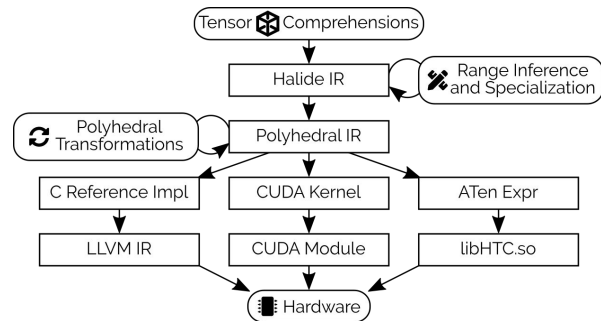 Tensor Comprehensions
Halide IR
Range Inference
and Specialization
Polyhedral
Transformations
Polyhedral IR
C Reference Impl
CUDA Kernel
ATen Expr
LLVM IR
CUDA Module
libHTC.so
Hardware